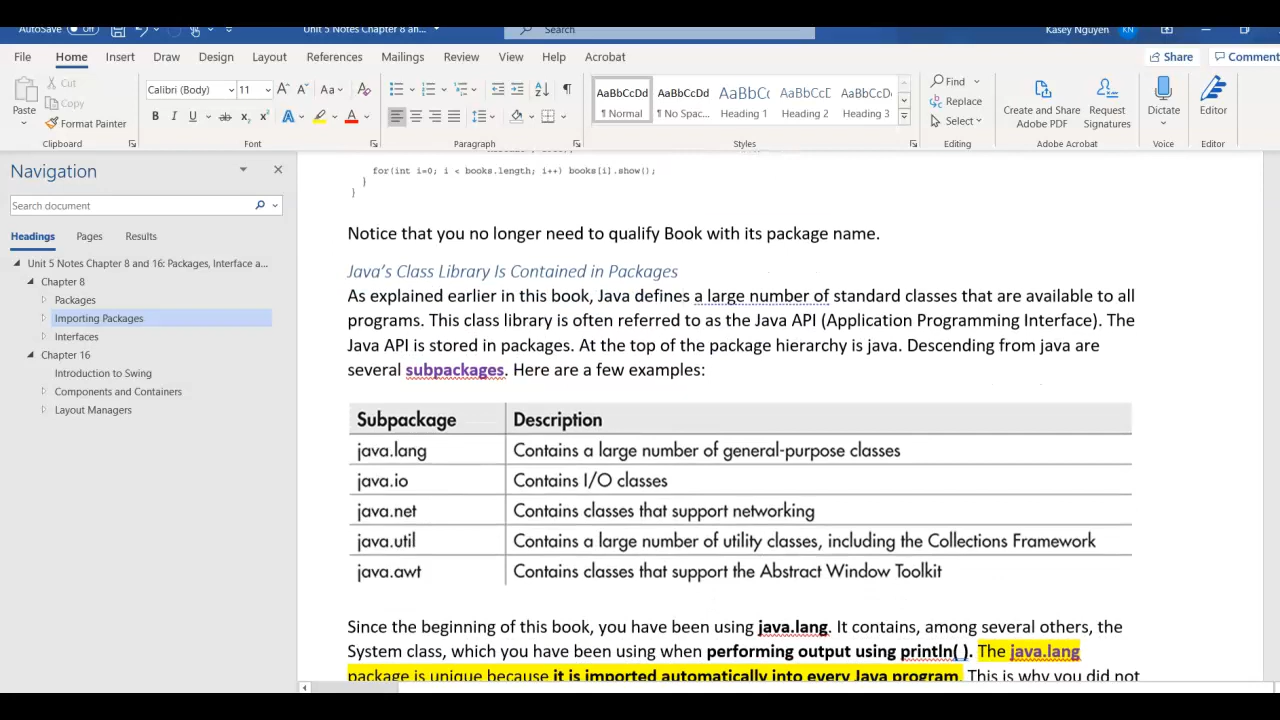 AutoSave Off Unit 5 Notes Chapter 8 an... Search Kasey Nguyen KN
File Home Insert Draw Design Layout References Mailings Review View Help Acrobat Share Comment
Paste Cut Copy Format Painter
Calibri (Body) 11
AaBbCcDd AaBbCcDd AaBbCc AaBbCcD AaBbCcDd
Normal No Spac... Heading 1 Heading 2 Heading 3
Find Replace Select
Create and Share Adobe PDF Request Signatures Dictate Editor
Clipboard Font Paragraph Styles Editing Adobe Acrobat Voice Editor
Navigation
Search document
Headings Pages Results
Unit 5 Notes Chapter 8 and 16: Packages, Interface a...
Chapter 8
Packages
Importing Packages
Interfaces
Chapter 16
Introduction to Swing
Components and Containers
Layout Managers
for(int i=0; i < books.length; i++) books[i].show();
}
}
Notice that you no longer need to qualify Book with its package name.
Java's Class Library Is Contained in Packages
As explained earlier in this book, Java defines a large number of standard classes that are available to all
programs. This class library is often referred to as the Java API (Application Programming Interface). The
Java API is stored in packages. At the top of the package hierarchy is java. Descending from java are
several subpackages. Here are a few examples:
Subpackage Description
java.lang Contains a large number of general-purpose classes
java.io Contains I/O classes
java.net Contains classes that support networking
java.util Contains a large number of utility classes, including the Collections Framework
java.awt Contains classes that support the Abstract Window Toolkit
Since the beginning of this book, you have been using java.lang. It contains, among several others, the
System class, which you have been using when performing output using println( ). The java.lang
package is unique because it is imported automatically into every Java program. This is why you did not